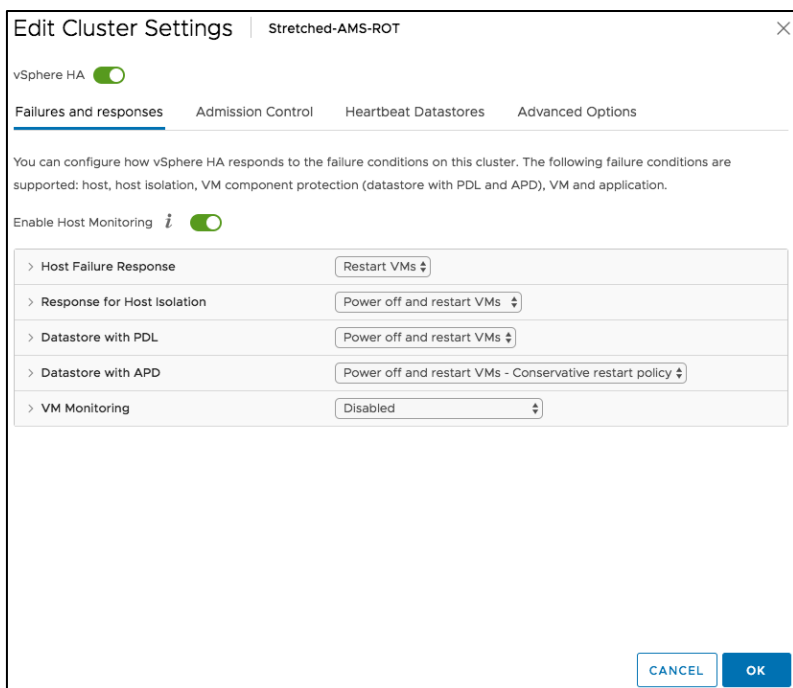 Edit Cluster Settings Stretched-AMS-ROT
vSphere HA
Failures and responses Admission Control Heartbeat Datastores Advanced Options
You can configure how vSphere HA responds to the failure conditions on this cluster. The following failure conditions are
supported: host, host isolation, VM component protection (datastore with PDL and APD), VM and application.
Enable Host Monitoring i
Host Failure Response Restart VMs
Response for Host Isolation Power off and restart VMs
Datastore with PDL Power off and restart VMs
Datastore with APD Power off and restart VMs - Conservative restart policy
VM Monitoring Disabled
CANCEL OK